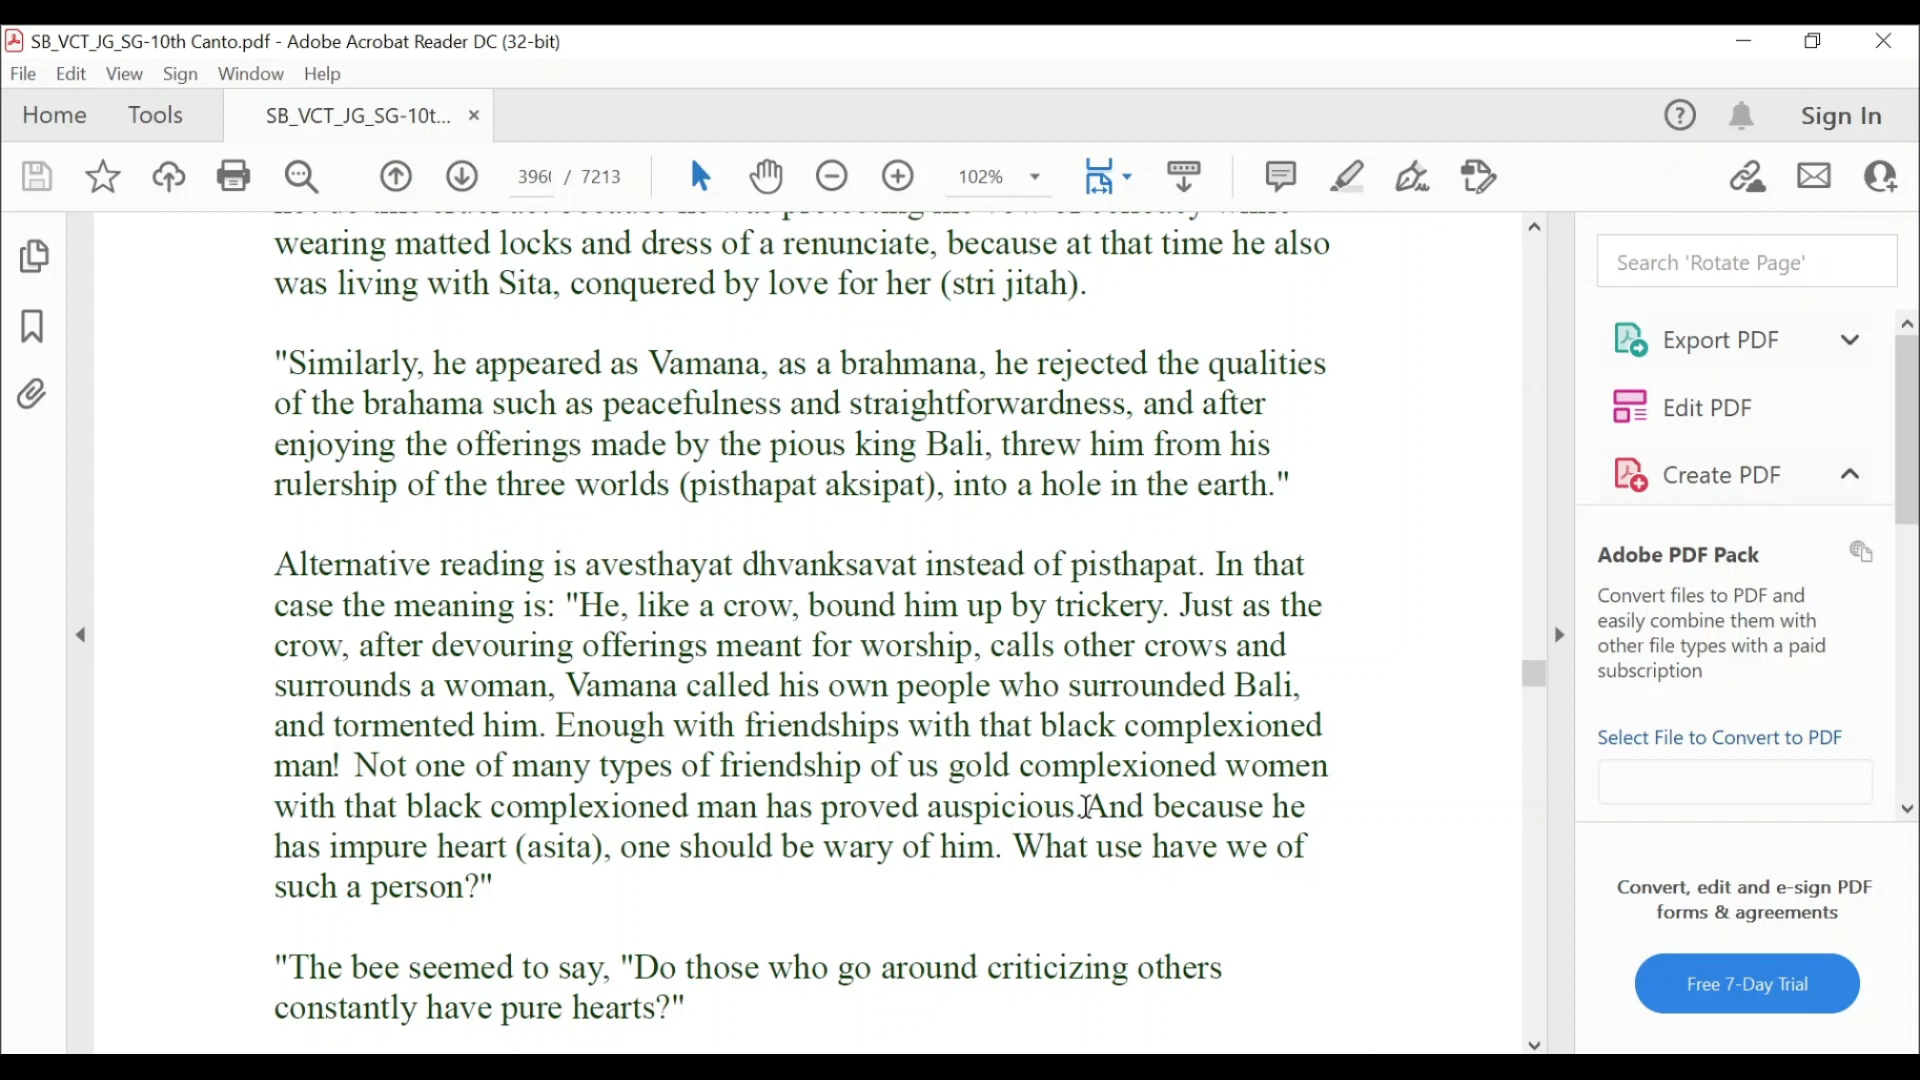 SB_VCT_JG_SG-10th Canto.pdf - Adobe Acrobat Reader DC (32-bit)
File Edit View Sign Window Help
Home Tools SB_VCT_JG_SG-10t... × Sign In
396( / 7213 102%
wearing matted locks and dress of a renunciate, because at that time he also
was living with Sita, conquered by love for her (stri jitah).
"Similarly, he appeared as Vamana, as a brahmana, he rejected the qualities
of the brahama such as peacefulness and straightforwardness, and after
enjoying the offerings made by the pious king Bali, threw him from his
rulership of the three worlds (pisthapat aksipat), into a hole in the earth."
Alternative reading is avesthayat dhvanksavat instead of pisthapat. In that
case the meaning is: "He, like a crow, bound him up by trickery. Just as the
crow, after devouring offerings meant for worship, calls other crows and
surrounds a woman, Vamana called his own people who surrounded Bali,
and tormented him. Enough with friendships with that black complexioned
man! Not one of many types of friendship of us gold complexioned women
with that black complexioned man has proved auspicious. And because he
has impure heart (asita), one should be wary of him. What use have we of
such a person?"
"The bee seemed to say, "Do those who go around criticizing others
constantly have pure hearts?"
Search 'Rotate Page'
Export PDF
Edit PDF
Create PDF
Adobe PDF Pack
Convert files to PDF and
easily combine them with
other file types with a paid
subscription
Select File to Convert to PDF
Convert, edit and e-sign PDF
forms & agreements
Free 7-Day Trial